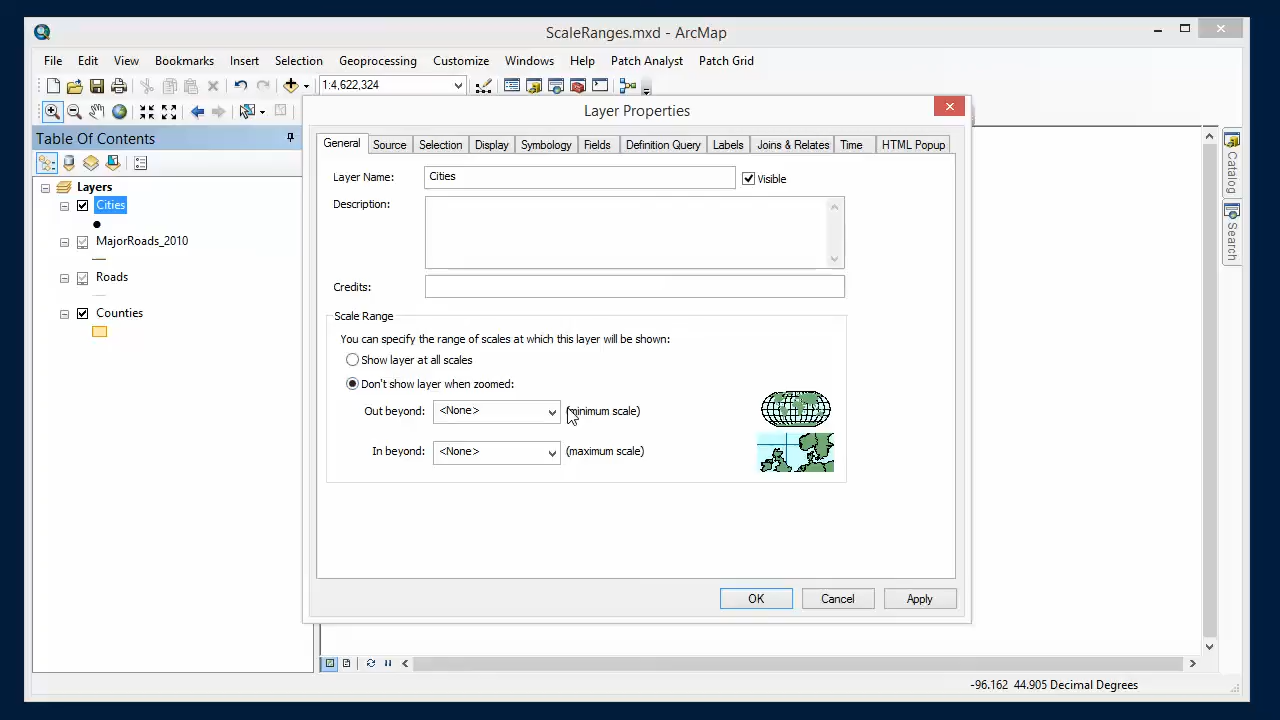 ScaleRanges.mxd - ArcMap
File Edit View Bookmarks Insert Selection Geoprocessing Customize Windows Help Patch Analyst Patch Grid
1:4,622,324
Layer Properties
Table Of Contents
Layers
Cities
MajorRoads_2010
Roads
Counties
General Source Selection Display Symbology Fields Definition Query Labels Joins & Relates Time HTML Popup
Layer Name: Cities Visible
Description:
Credits:
Scale Range
You can specify the range of scales at which this layer will be shown:
Show layer at all scales
Don't show layer when zoomed:
Out beyond: <None> (minimum scale)
In beyond: <None> (maximum scale)
OK Cancel Apply
Catalog
Search
-96.162 44.905 Decimal Degrees